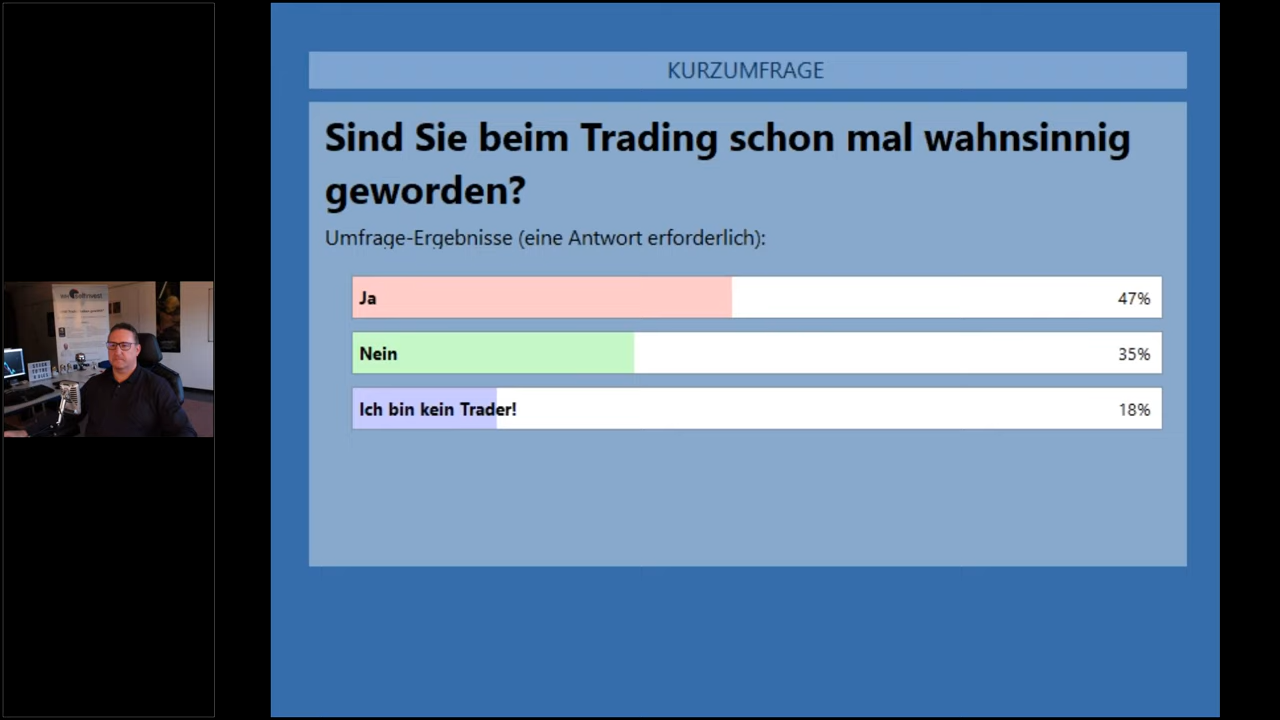 KURZUMFRAGE
Sind Sie beim Trading schon mal wahnsinnig
geworden?
Umfrage-Ergebnisse (eine Antwort erforderlich):
Ja 47%
Nein 35%
Ich bin kein Trader! 18%